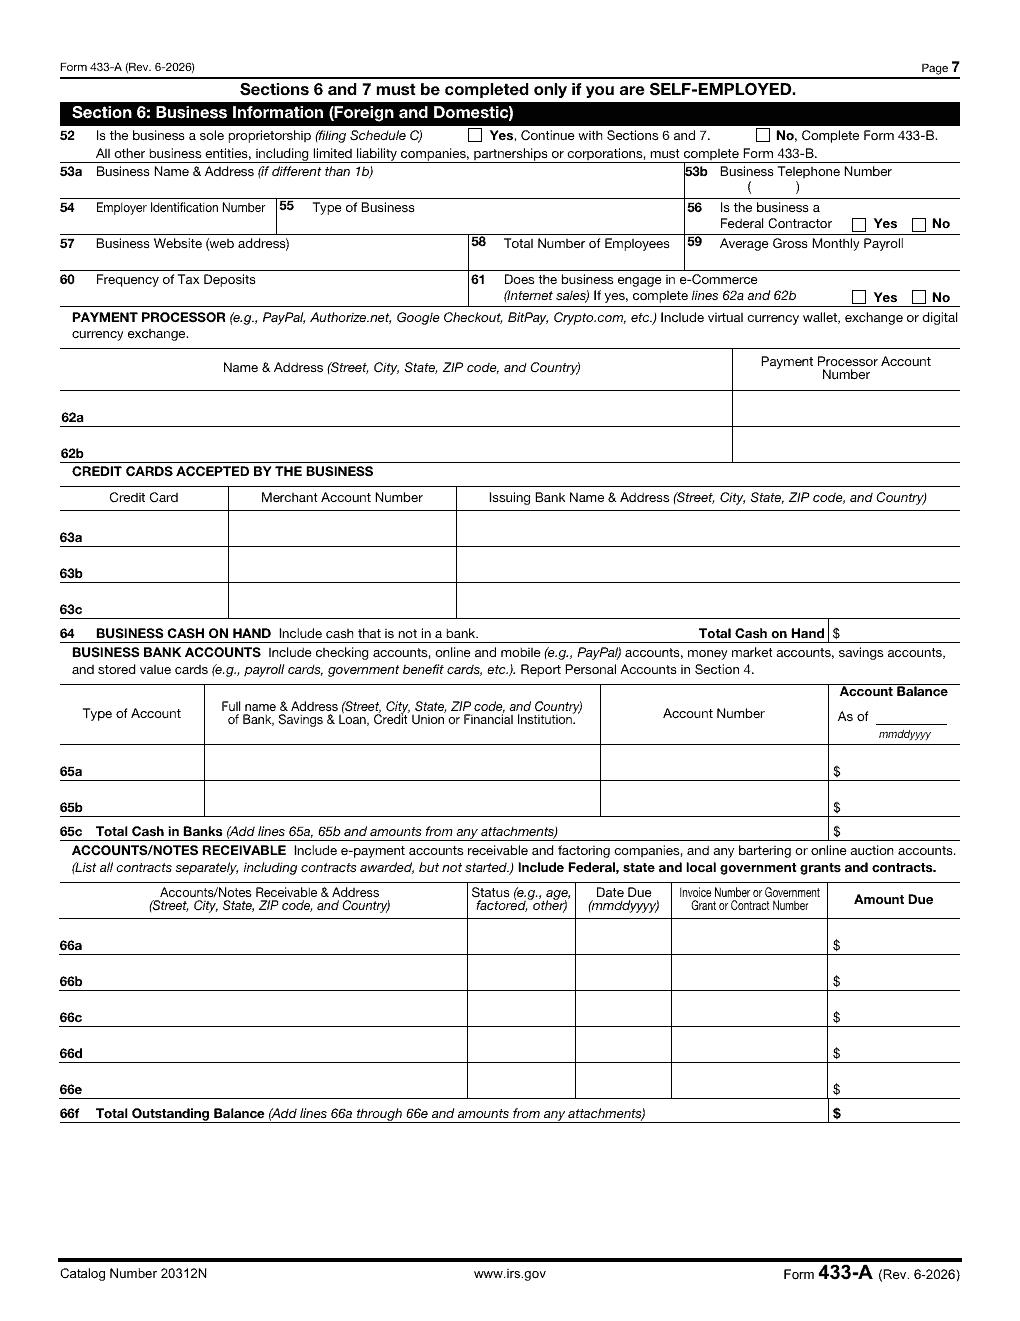 Form 433-A (Rev. 6-2026) Page 7
Sections 6 and 7 must be completed only if you are SELF-EMPLOYED.
Section 6: Business Information (Foreign and Domestic)
52 Is the business a sole proprietorship (filing Schedule C) Yes, Continue with Sections 6 and 7. No, Complete Form 433-B.
All other business entities, including limited liability companies, partnerships or corporations, must complete Form 433-B.
53a Business Name & Address (if different than 1b) 53b Business Telephone Number
( )
54 Employer Identification Number 55 Type of Business 56 Is the business a
Federal Contractor Yes No
57 Business Website (web address) 58 Total Number of Employees 59 Average Gross Monthly Payroll
60 Frequency of Tax Deposits 61 Does the business engage in e-Commerce
(Internet sales) If yes, complete lines 62a and 62b Yes No
PAYMENT PROCESSOR (e.g., PayPal, Authorize.net, Google Checkout, BitPay, Crypto.com, etc.) Include virtual currency wallet, exchange or digital
currency exchange.
Name & Address (Street, City, State, ZIP code, and Country) Payment Processor Account
Number
62a
62b
CREDIT CARDS ACCEPTED BY THE BUSINESS
Credit Card Merchant Account Number Issuing Bank Name & Address (Street, City, State, ZIP code, and Country)
63a
63b
63c
64 BUSINESS CASH ON HAND Include cash that is not in a bank. Total Cash on Hand $
BUSINESS BANK ACCOUNTS Include checking accounts, online and mobile (e.g., PayPal) accounts, money market accounts, savings accounts,
and stored value cards (e.g., payroll cards, government benefit cards, etc.). Report Personal Accounts in Section 4.
Type of Account Full name & Address (Street, City, State, ZIP code, and Country)
of Bank, Savings & Loan, Credit Union or Financial Institution. Account Number Account Balance
As of
mmddyyyy
65a $
65b $
65c Total Cash in Banks (Add lines 65a, 65b and amounts from any attachments) $
ACCOUNTS/NOTES RECEIVABLE Include e-payment accounts receivable and factoring companies, and any bartering or online auction accounts.
(List all contracts separately, including contracts awarded, but not started.) Include Federal, state and local government grants and contracts.
Accounts/Notes Receivable & Address
(Street, City, State, ZIP code, and Country) Status (e.g., age,
factored, other) Date Due
(mmddyyyy) Invoice Number or Government
Grant or Contract Number Amount Due
66a $
66b $
66c $
66d $
66e $
66f Total Outstanding Balance (Add lines 66a through 66e and amounts from any attachments) $
Catalog Number 20312N www.irs.gov Form 433-A (Rev. 6-2026)